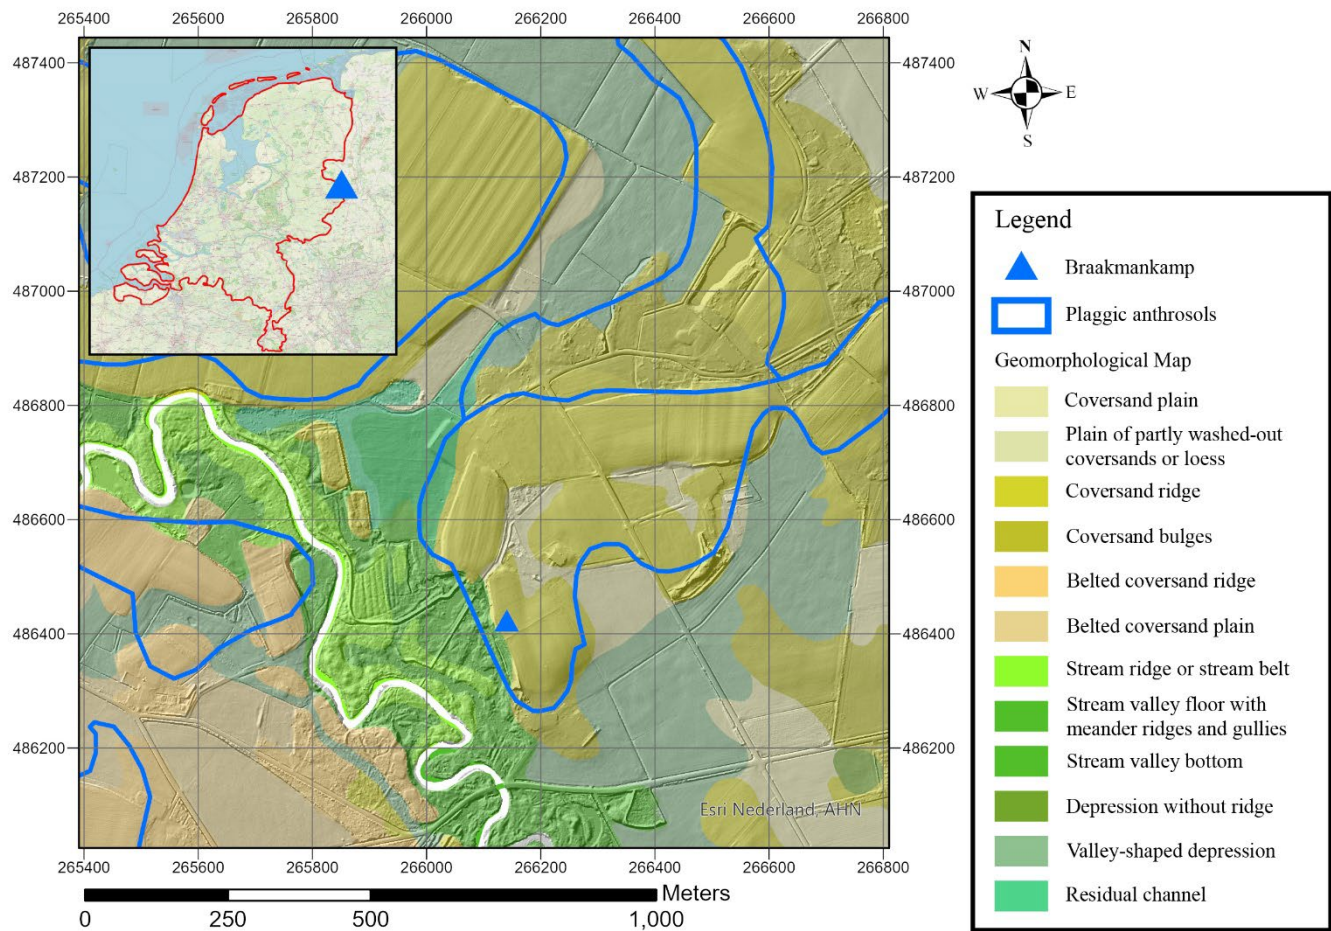 265400 265600 265800 266000 266200 266400 266600 266800
487400 487400
487200 487200
487000 487000
486800 486800
486600 486600
486400 486400
486200 486200
Esri Nederland, AHN
265400 265600 265800 266000 266200 266400 266600 266800
Meters
0 250 500 1,000
N
W E
S
Legend
Braakmankamp
Plaggic anthrosols
Geomorphological Map
Coversand plain
Plain of partly washed-out
coversands or loess
Coversand ridge
Coversand bulges
Belted coversand ridge
Belted coversand plain
Stream ridge or stream belt
Stream valley floor with
meander ridges and gullies
Stream valley bottom
Depression without ridge
Valley-shaped depression
Residual channel